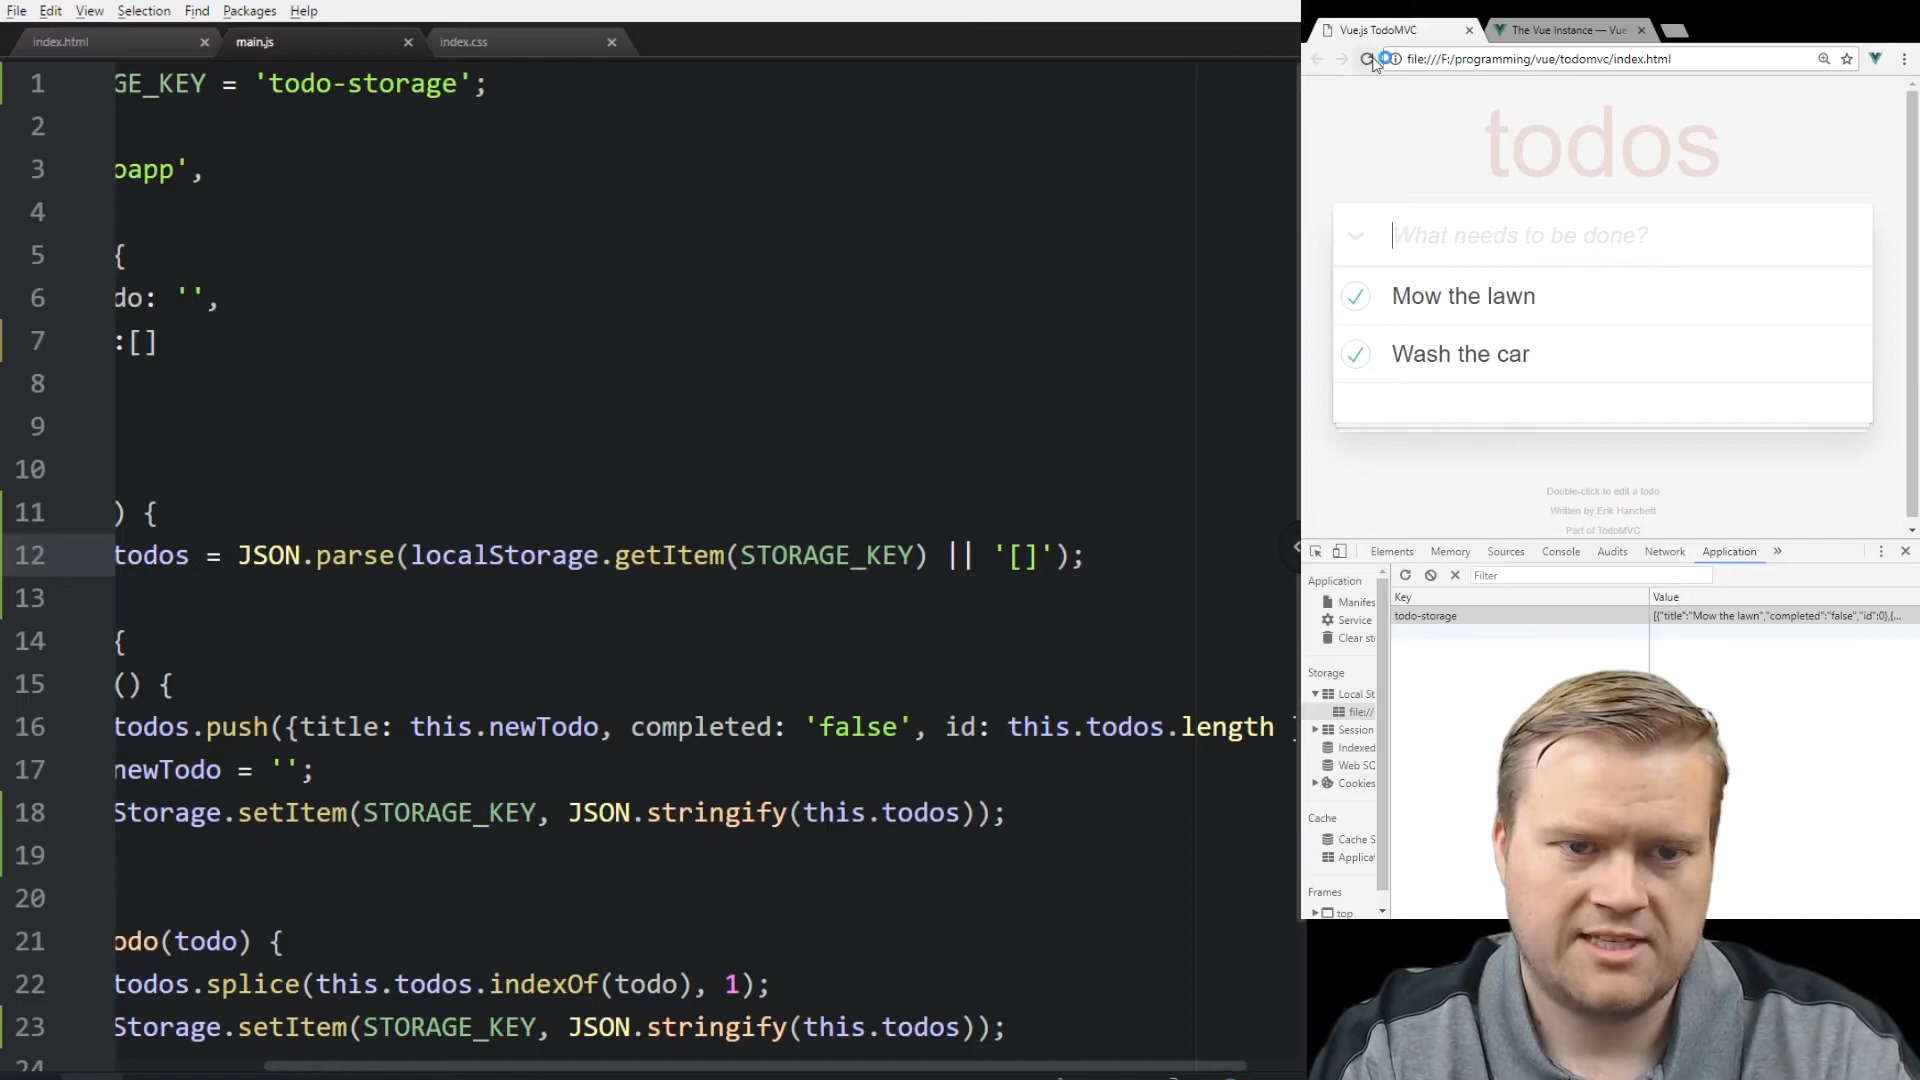 File Edit View Selection Find Packages Help
index.html
main.js
index.css
1 GE_KEY = 'todo-storage';
2
3 oapp',
4
5 {
6 do: '',
7 :[]
8
9
10
11 ) {
12 todos = JSON.parse(localStorage.getItem(STORAGE_KEY) || '[]');
13
14 {
15 () {
16 todos.push({title: this.newTodo, completed: 'false', id: this.todos.length }
17 newTodo = '';
18 Storage.setItem(STORAGE_KEY, JSON.stringify(this.todos));
19
20
21 odo(todo) {
22 todos.splice(this.todos.indexOf(todo), 1);
23 Storage.setItem(STORAGE_KEY, JSON.stringify(this.todos));
24
Vue.js TodoMVC
The Vue Instance — Vue
file:///F:/programming/vue/todomvc/index.html
todos
What needs to be done?
Mow the lawn
Wash the car
Double-click to edit a todo
Written by Erik Hanchett
Part of TodoMVC
Elements Memory Sources Console Audits Network Application »
Application
Manifes
Service
Clear st
Storage
Local St
file://
Session
Indexed
Web SQ
Cookies
Cache
Cache S
Applica
Frames
top
Filter
Key Value
todo-storage [{"title":"Mow the lawn","completed":"false","id":0},{...